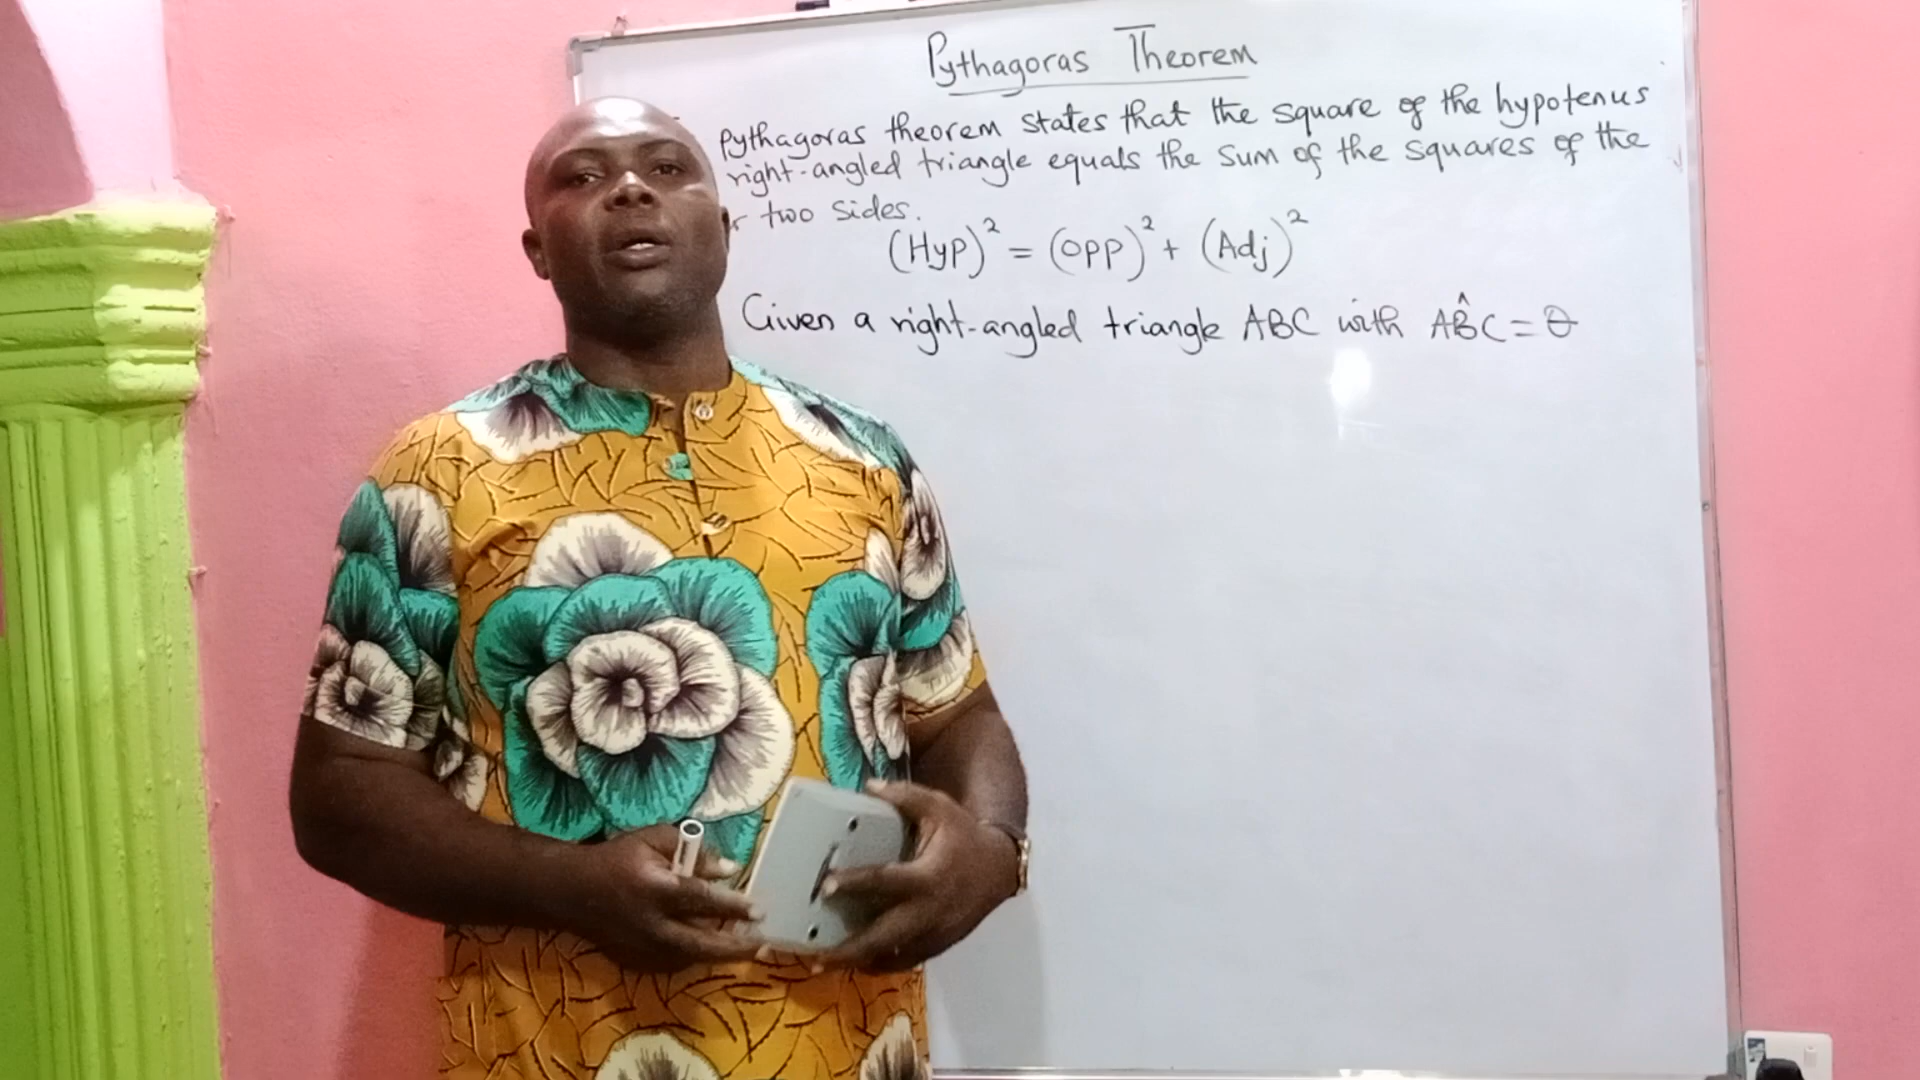 Pythagoras Theorem
Pythagoras theorem states that the square of the hypotenus
right-angled triangle equals the sum of the squares of the
two sides.
(Hyp)² = (opp)² + (Adj)²
Given a right-angled triangle ABC with AB̂C = θ